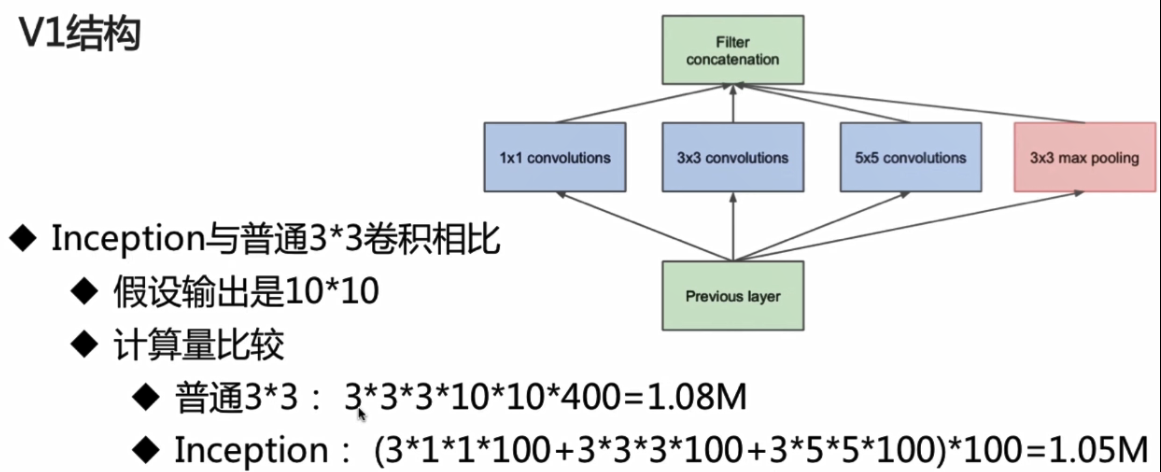 V1结构
Filter
concatenation
1x1 convolutions
3x3 convolutions
5x5 convolutions
3x3 max pooling
Previous layer
◆ Inception与普通3*3卷积相比
◆ 假设输出是10*10
◆ 计算量比较
◆ 普通3*3： 3*3*3*10*10*400=1.08M
◆ Inception： (3*1*1*100+3*3*3*100+3*5*5*100)*100=1.05M